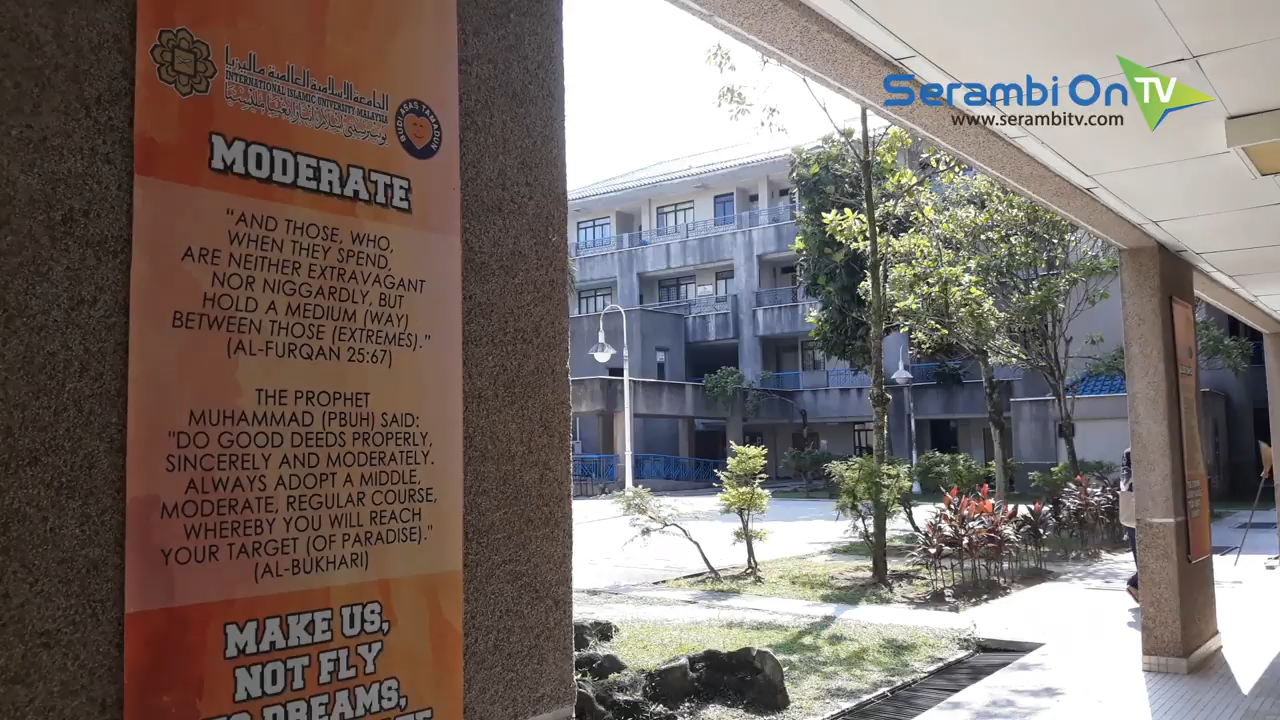 الجامعة الإسلامية العالمية ماليزيا
INTERNATIONAL ISLAMIC UNIVERSITY MALAYSIA
BUDI ASAS TAMADUN
MODERATE
"AND THOSE, WHO,
WHEN THEY SPEND,
ARE NEITHER EXTRAVAGANT
NOR NIGGARDLY, BUT
HOLD A MEDIUM (WAY)
BETWEEN THOSE (EXTREMES)."
(AL-FURQAN 25:67)
THE PROPHET
MUHAMMAD (PBUH) SAID:
"DO GOOD DEEDS PROPERLY,
SINCERELY AND MODERATELY.
ALWAYS ADOPT A MIDDLE,
MODERATE, REGULAR COURSE,
WHEREBY YOU WILL REACH
YOUR TARGET (OF PARADISE)."
(AL-BUKHARI)
MAKE US,
NOT FLY
DREAMS,
Serambi On TV
www.serambitv.com